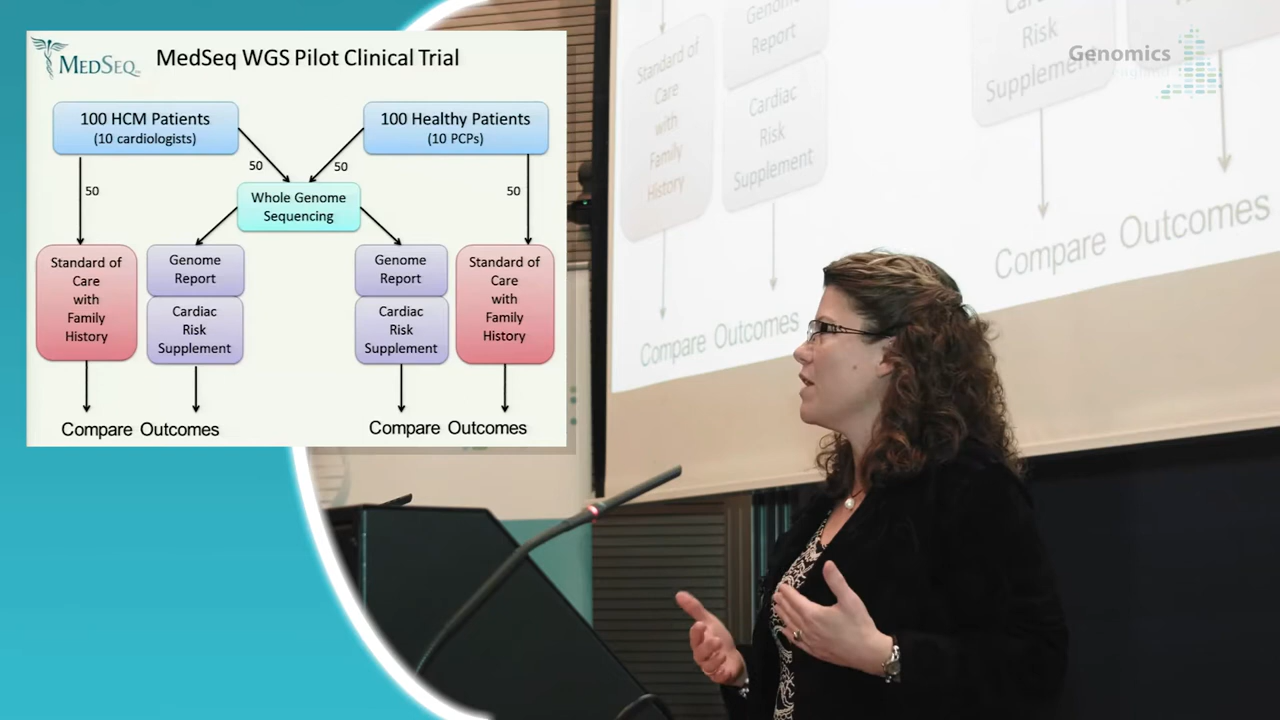 MEDSEQ
MedSeq WGS Pilot Clinical Trial
100 HCM Patients
(10 cardiologists)
100 Healthy Patients
(10 PCPs)
50
50
50
50
Whole Genome
Sequencing
Standard of
Care
with
Family
History
Genome
Report
Cardiac
Risk
Supplement
Genome
Report
Cardiac
Risk
Supplement
Standard of
Care
with
Family
History
Compare Outcomes
Compare Outcomes
Genomics
england
Standard of
Care
with
Family
History
Report
Cardiac
Risk
Supplement
Risk
Supplement
Compare Outcomes
Compare Outcomes